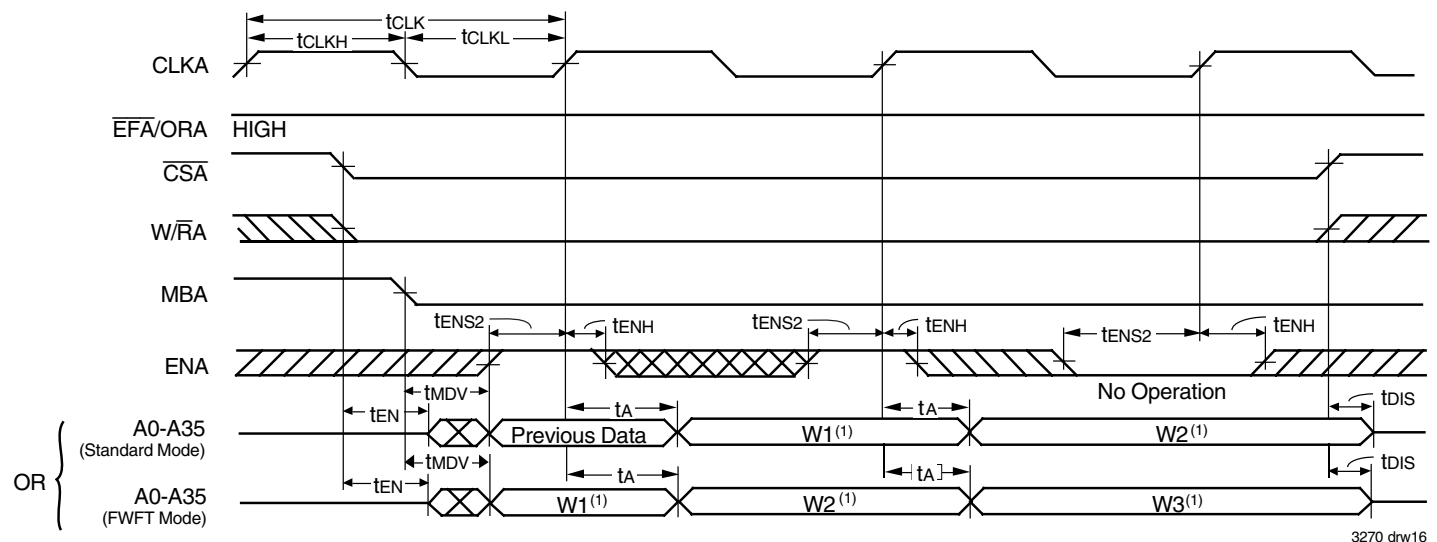 tCLK
tCLKH tCLKL
CLKA
EFA/ORA HIGH
CSA
W/RA
MBA
tENS2 tENH tENS2 tENH tENS2 tENH
ENA
No Operation
tMDV
tEN tA tA tDIS
A0-A35
(Standard Mode)
Previous Data W1(1) W2(1)
OR
tMDV
tEN tA tA tDIS
A0-A35
(FWFT Mode)
W1(1) W2(1) W3(1)
3270 drw16